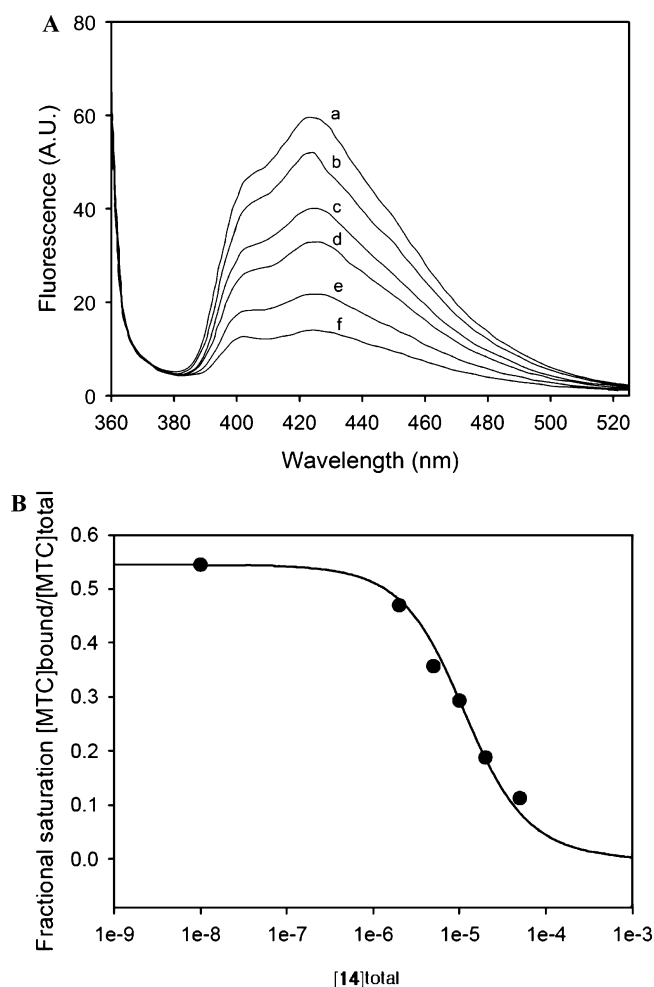 A
80
60
40
20
0
Fluorescence (A.U.)
a
b
c
d
e
f
360 380 400 420 440 460 480 500 520
Wavelength (nm)
B
Fractional saturation [MTC]bound/[MTC]total
0.6
0.5
0.4
0.3
0.2
0.1
0.0
1e-9 1e-8 1e-7 1e-6 1e-5 1e-4 1e-3
[14]total